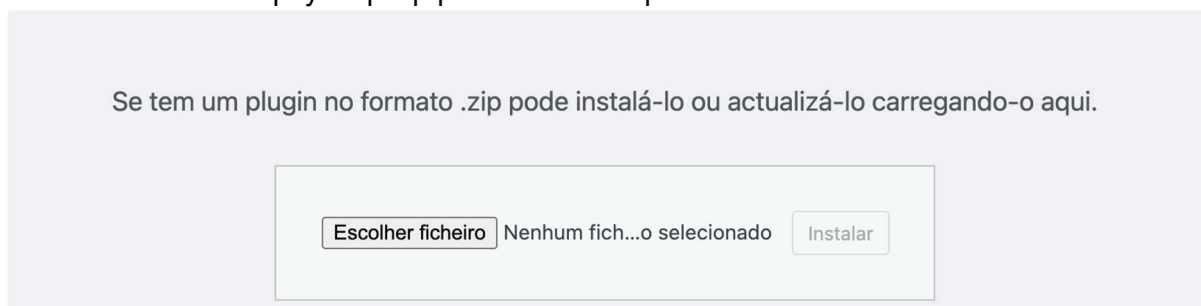 Se tem um plugin no formato .zip pode instalá-lo ou actualizá-lo carregando-o aqui.
Escolher ficheiro Nenhum fich...o selecionado Instalar